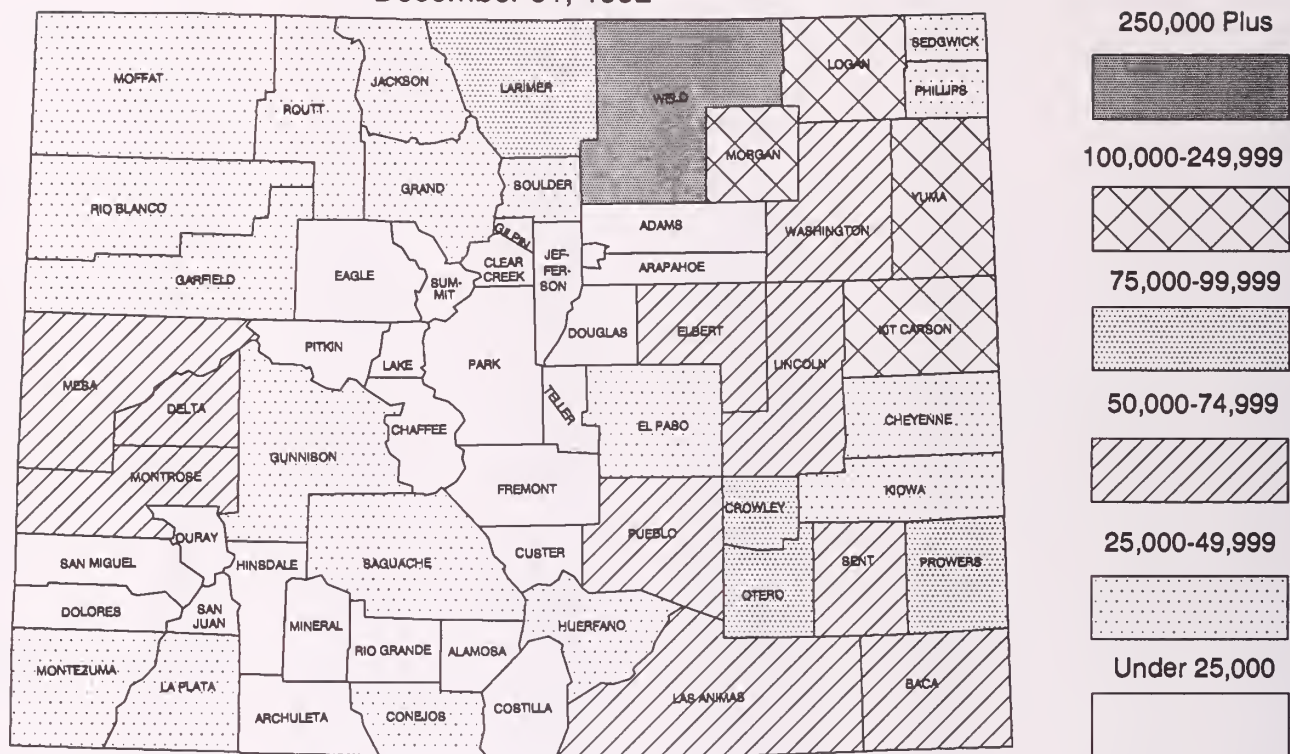 250,000 Plus
100,000-249,999
75,000-99,999
50,000-74,999
25,000-49,999
Under 25,000
MOFFAT
ROUTT
JACKSON
LARIMER
WELD
LOGAN
SEDGWICK
PHILLIPS
MORGAN
RIO BLANCO
GRAND
BOULDER
YUMA
WASHINGTON
ADAMS
GILPIN
CLEAR
CREEK
JEF-
FER-
SON
ARAPAHOE
GARFIELD
EAGLE
SUM-
MIT
DOUGLAS
ELBERT
KIT CARSON
PITKIN
LAKE
PARK
LINCOLN
MESA
DELTA
TELLER
EL PASO
CHEYENNE
CHAFFEE
GUNNISON
MONTROSE
FREMONT
KIOWA
CROWLEY
PUEBLO
OURAY
SAN MIGUEL
HINSDALE
SAGUACHE
CUSTER
OTERO
BENT
PROWERS
DOLORES
SAN
JUAN
MINERAL
RIO GRANDE
ALAMOSA
HUERFANO
MONTEZUMA
LA PLATA
ARCHULETA
CONEJOS
COSTILLA
LAS ANIMAS
BACA